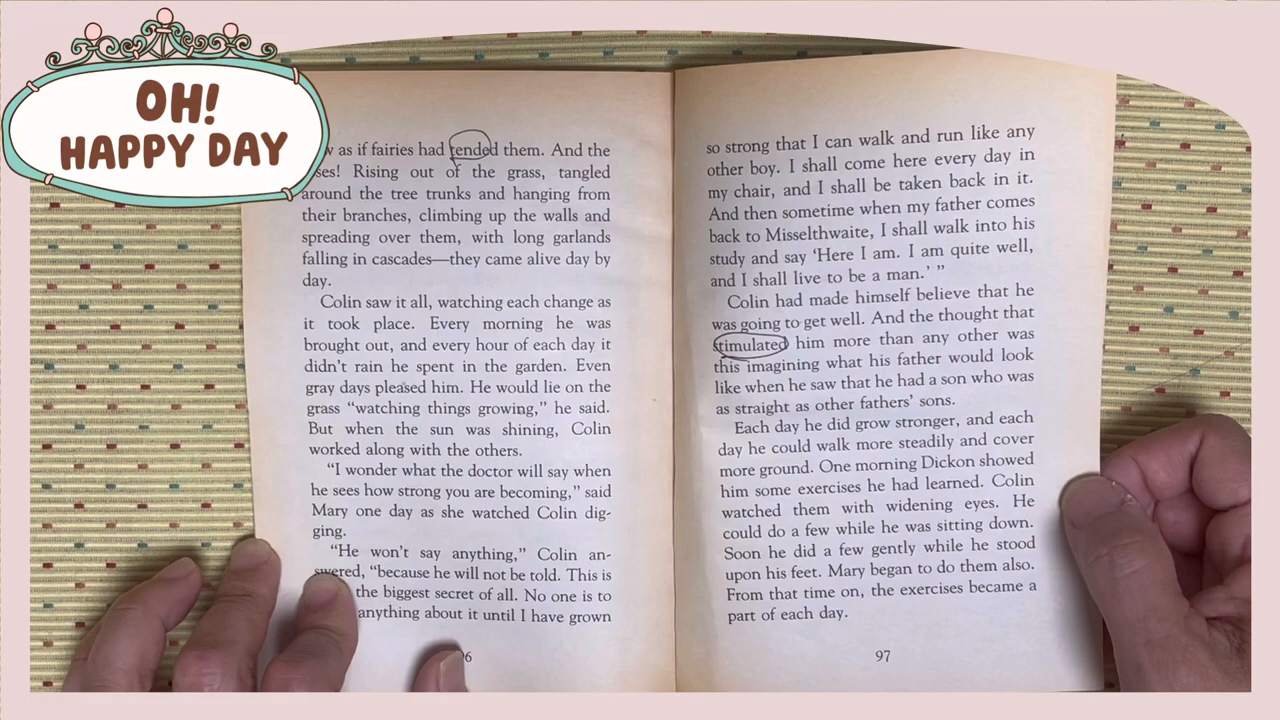 OH!
HAPPY DAY
as if fairies had tended them. And the
Rising out of the grass, tangled
around the tree trunks and hanging from
their branches, climbing up the walls and
spreading over them, with long garlands
falling in cascades—they came alive day by
day.
Colin saw it all, watching each change as
it took place. Every morning he was
brought out, and every hour of each day it
didn't rain he spent in the garden. Even
gray days pleased him. He would lie on the
grass “watching things growing,” he said.
But when the sun was shining, Colin
worked along with the others.
“I wonder what the doctor will say when
he sees how strong you are becoming,” said
Mary one day as she watched Colin dig-
ging.
“He won't say anything,” Colin an-
swered, “because he will not be told. This is
the biggest secret of all. No one is to
anything about it until I have grown
so strong that I can walk and run like any
other boy. I shall come here every day in
my chair, and I shall be taken back in it.
And then sometime when my father comes
back to Misselthwaite, I shall walk into his
study and say ‘Here I am. I am quite well,
and I shall live to be a man.’ ”
Colin had made himself believe that he
was going to get well. And the thought that
stimulated him more than any other was
this imagining what his father would look
like when he saw that he had a son who was
as straight as other fathers' sons.
Each day he did grow stronger, and each
day he could walk more steadily and cover
more ground. One morning Dickon showed
him some exercises he had learned. Colin
watched them with widening eyes. He
could do a few while he was sitting down.
Soon he did a few gently while he stood
upon his feet. Mary began to do them also.
From that time on, the exercises became a
part of each day.
97